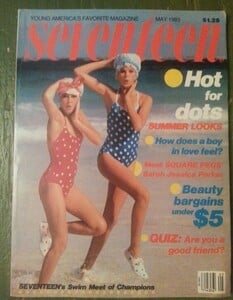 YOUNG AMERICA'S FAVORITE MAGAZINE
MAY 1983
$1.25
seventeen
Hot
for
dots
SUMMER LOOKS
How does a boy
in love feel?
Meet SQUARE PEGS'
Sarah Jessica Parker
Beauty
bargains
under
$5
QUIZ: Are you a
good friend?
SEVENTEEN's Swim Meet of Champions